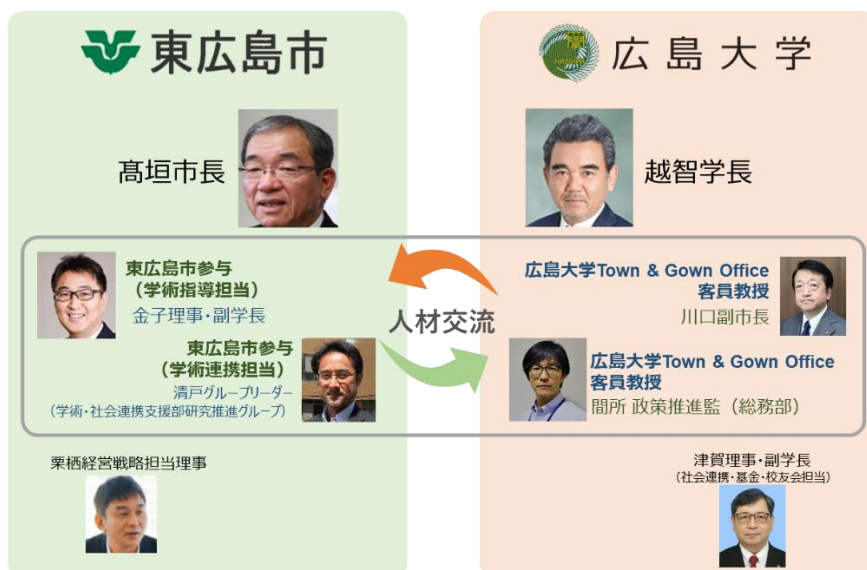 東広島市
広島大学
髙垣市長
越智学長
東広島市参与
(学術指導担当)
金子理事・副学長
東広島市参与
(学術連携担当)
清戸グループリーダー
(学術・社会連携支援部研究推進グループ)
人材交流
広島大学Town & Gown Office
客員教授
川口副市長
広島大学Town & Gown Office
客員教授
間所 政策推進監(総務部)
栗栖経営戦略担当理事
津賀理事・副学長
(社会連携・基金・校友会担当)